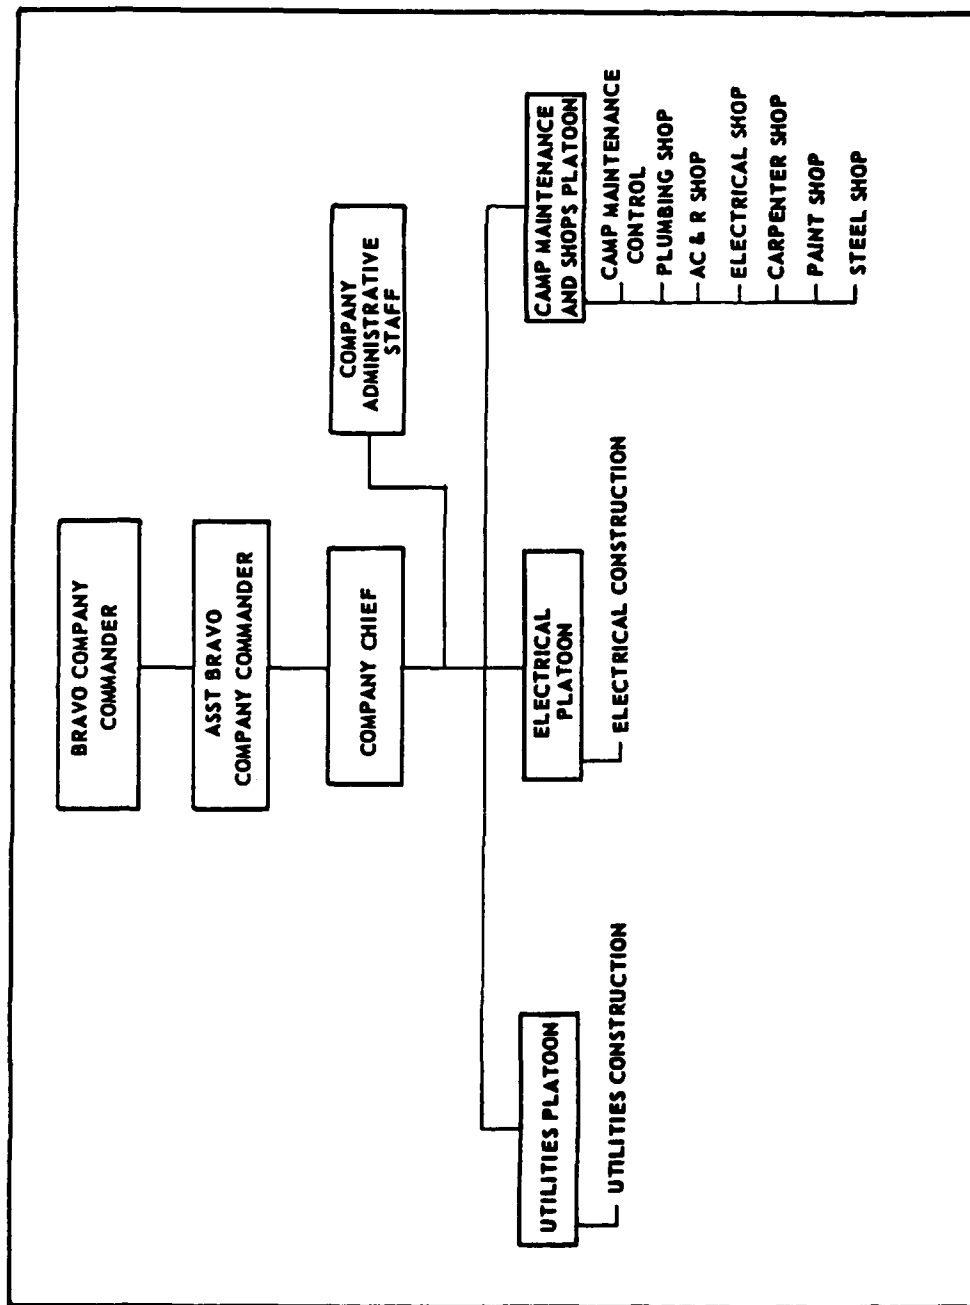 BRAVO COMPANY
COMMANDER
ASST BRAVO
COMPANY COMMANDER
COMPANY CHIEF
COMPANY
ADMINISTRATIVE
STAFF
UTILITIES PLATOON
UTILITIES CONSTRUCTION
ELECTRICAL
PLATOON
ELECTRICAL CONSTRUCTION
CAMP MAINTENANCE
AND SHOPS PLATOON
CAMP MAINTENANCE
CONTROL
PLUMBING SHOP
AC & R SHOP
ELECTRICAL SHOP
CARPENTER SHOP
PAINT SHOP
STEEL SHOP